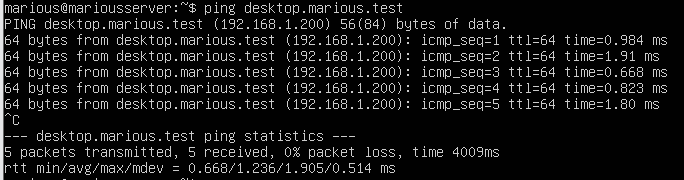 marious@mariousserver:~$ ping desktop.marious.test
PING desktop.marious.test (192.168.1.200) 56(84) bytes of data.
64 bytes from desktop.marious.test (192.168.1.200): icmp_seq=1 ttl=64 time=0.984 ms
64 bytes from desktop.marious.test (192.168.1.200): icmp_seq=2 ttl=64 time=1.91 ms
64 bytes from desktop.marious.test (192.168.1.200): icmp_seq=3 ttl=64 time=0.668 ms
64 bytes from desktop.marious.test (192.168.1.200): icmp_seq=4 ttl=64 time=0.823 ms
64 bytes from desktop.marious.test (192.168.1.200): icmp_seq=5 ttl=64 time=1.80 ms
^C
--- desktop.marious.test ping statistics ---
5 packets transmitted, 5 received, 0% packet loss, time 4009ms
rtt min/avg/max/mdev = 0.668/1.236/1.905/0.514 ms